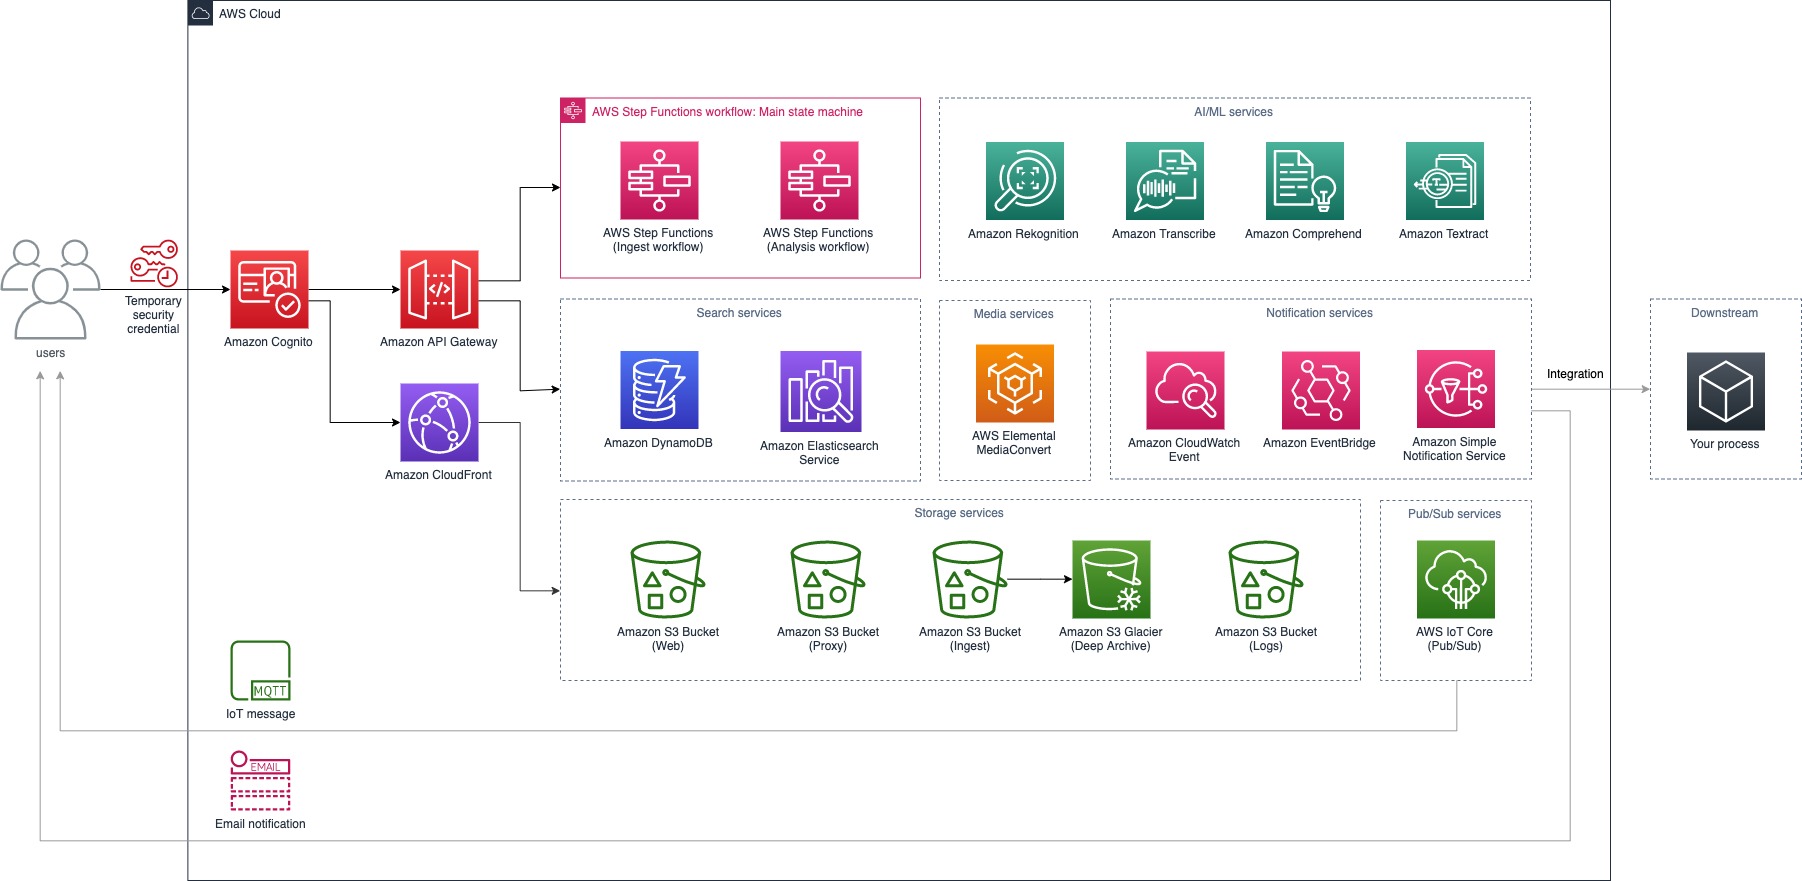 AWS Cloud
AWS Step Functions workflow: Main state machine
AWS Step Functions
(Ingest workflow)
AWS Step Functions
(Analysis workflow)
AI/ML services
Amazon Rekognition
Amazon Transcribe
Amazon Comprehend
Amazon Textract
users
Temporary
security
credential
Amazon Cognito
Amazon API Gateway
Amazon CloudFront
Search services
Amazon DynamoDB
Amazon Elasticsearch
Service
Media services
AWS Elemental
MediaConvert
Notification services
Amazon CloudWatch
Event
Amazon EventBridge
Amazon Simple
Notification Service
Integration
Downstream
Your process
Storage services
Amazon S3 Bucket
(Web)
Amazon S3 Bucket
(Proxy)
Amazon S3 Bucket
(Ingest)
Amazon S3 Glacier
(Deep Archive)
Amazon S3 Bucket
(Logs)
Pub/Sub services
AWS IoT Core
(Pub/Sub)
MQTT
IoT message
EMAIL
Email notification